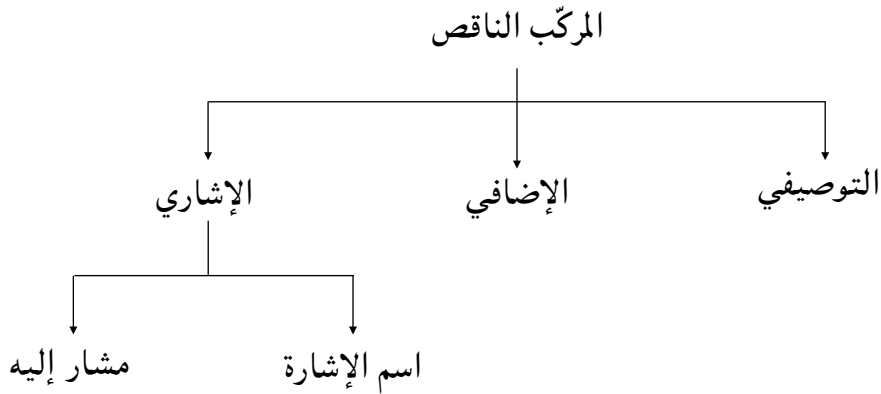 المركّب الناقص
التوصيفي
الإضافي
الإشاري
اسم الإشارة
مشار إليه